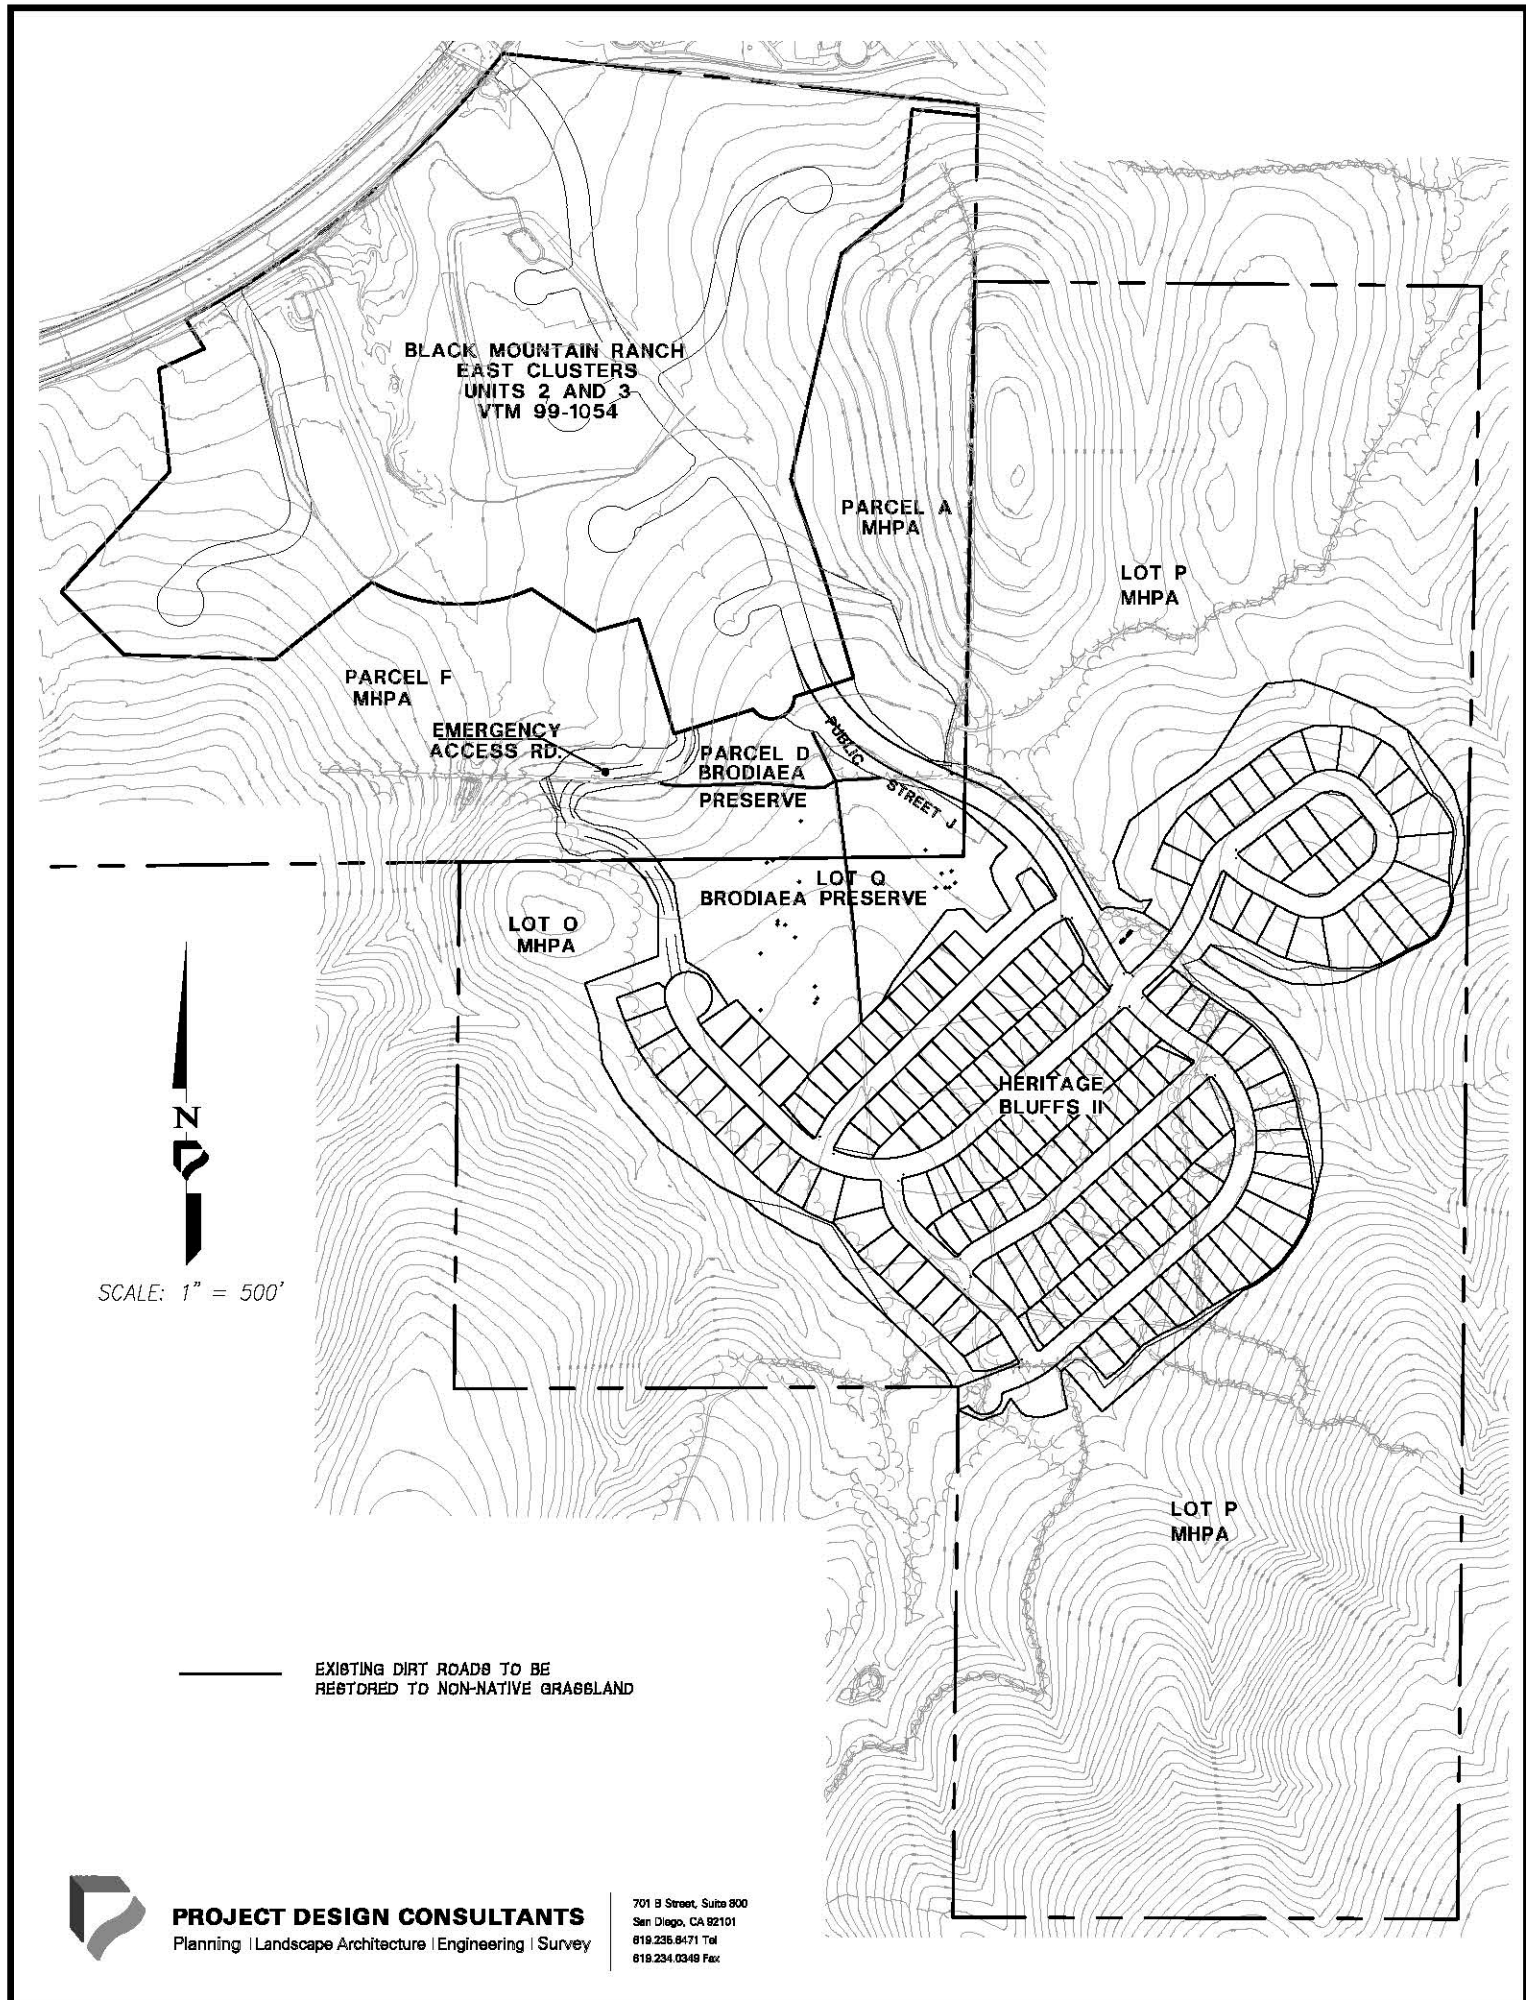 BLACK MOUNTAIN RANCH
EAST CLUSTERS
UNITS 2 AND 3
VTM 99-1054
PARCEL A
MHPA
LOT P
MHPA
PARCEL F
MHPA
EMERGENCY
ACCESS RD.
PARCEL D
BRODIAEA
PRESERVE
PUBLIC
STREET J
LOT Q
BRODIAEA PRESERVE
LOT O
MHPA
HERITAGE
BLUFFS II
N
SCALE: 1" = 500'
LOT P
MHPA
EXISTING DIRT ROADS TO BE
RESTORED TO NON-NATIVE GRASSLAND
PROJECT DESIGN CONSULTANTS
Planning | Landscape Architecture | Engineering | Survey
701 B Street, Suite 800
San Diego, CA 92101
619.235.6471 Tel
619.234.0349 Fax